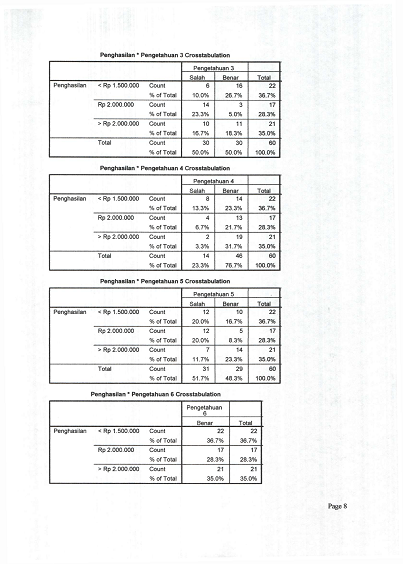 Penghasilan * Pengetahuan 3 Crosstabulation
Pengetahuan 3
Salah Benar Total
Penghasilan < Rp 1.500.000 Count 6 16 22
% of Total 10.0% 26.7% 36.7%
Rp 2.000.000 Count 14 3 17
% of Total 23.3% 5.0% 28.3%
> Rp 2.000.000 Count 10 11 21
% of Total 16.7% 18.3% 35.0%
Total Count 30 30 60
% of Total 50.0% 50.0% 100.0%
Penghasilan * Pengetahuan 4 Crosstabulation
Pengetahuan 4
Salah Benar Total
Penghasilan < Rp 1.500.000 Count 8 14 22
% of Total 13.3% 23.3% 36.7%
Rp 2.000.000 Count 4 13 17
% of Total 6.7% 21.7% 28.3%
> Rp 2.000.000 Count 2 19 21
% of Total 3.3% 31.7% 35.0%
Total Count 14 46 60
% of Total 23.3% 76.7% 100.0%
Penghasilan * Pengetahuan 5 Crosstabulation
Pengetahuan 5
Salah Benar Total
Penghasilan < Rp 1.500.000 Count 12 10 22
% of Total 20.0% 16.7% 36.7%
Rp 2.000.000 Count 12 5 17
% of Total 20.0% 8.3% 28.3%
> Rp 2.000.000 Count 7 14 21
% of Total 11.7% 23.3% 35.0%
Total Count 31 29 60
% of Total 51.7% 48.3% 100.0%
Penghasilan * Pengetahuan 6 Crosstabulation
Pengetahuan
6
Benar Total
Penghasilan < Rp 1.500.000 Count 22 22
% of Total 36.7% 36.7%
Rp 2.000.000 Count 17 17
% of Total 28.3% 28.3%
> Rp 2.000.000 Count 21 21
% of Total 35.0% 35.0%
Page 8